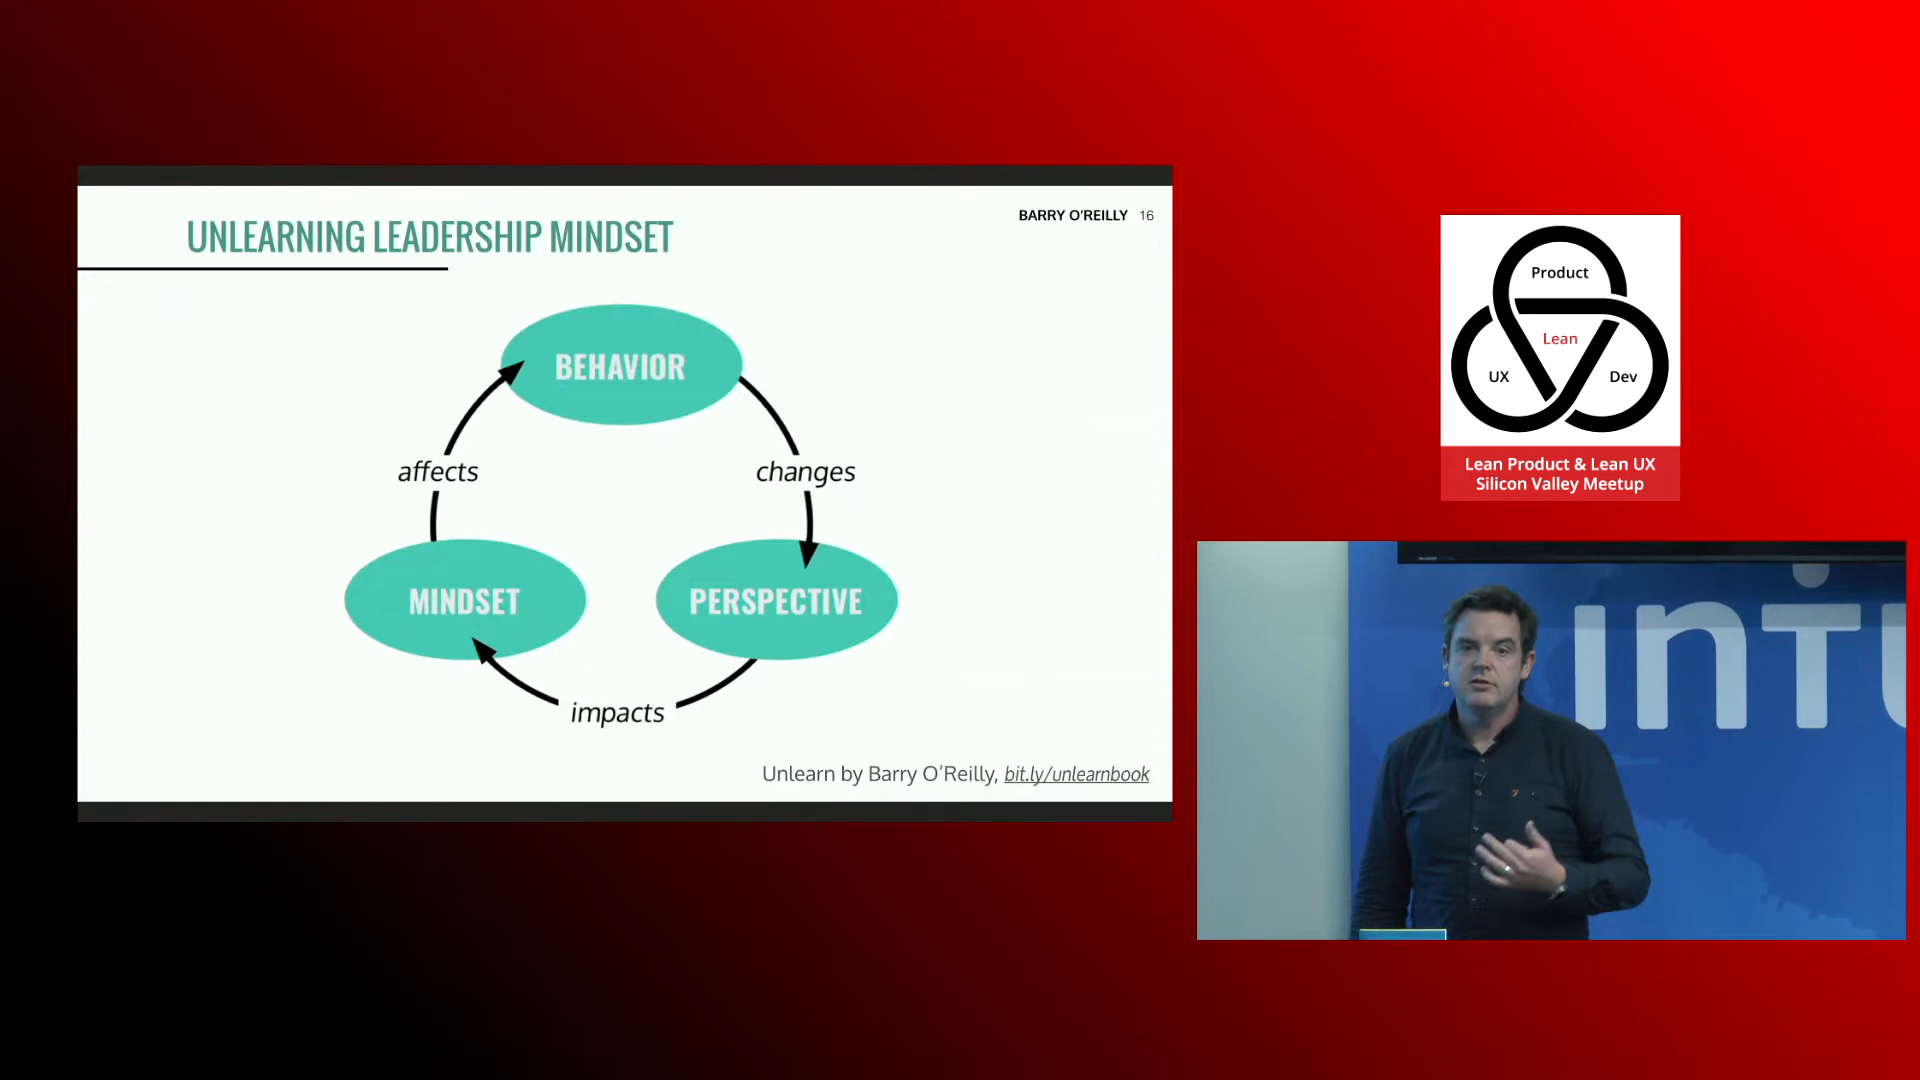 UNLEARNING LEADERSHIP MINDSET
BARRY O'REILLY 16
BEHAVIOR
affects
changes
MINDSET
PERSPECTIVE
impacts
Unlearn by Barry O'Reilly, bit.ly/unlearnbook
Product
Lean
UX
Dev
Lean Product & Lean UX
Silicon Valley Meetup